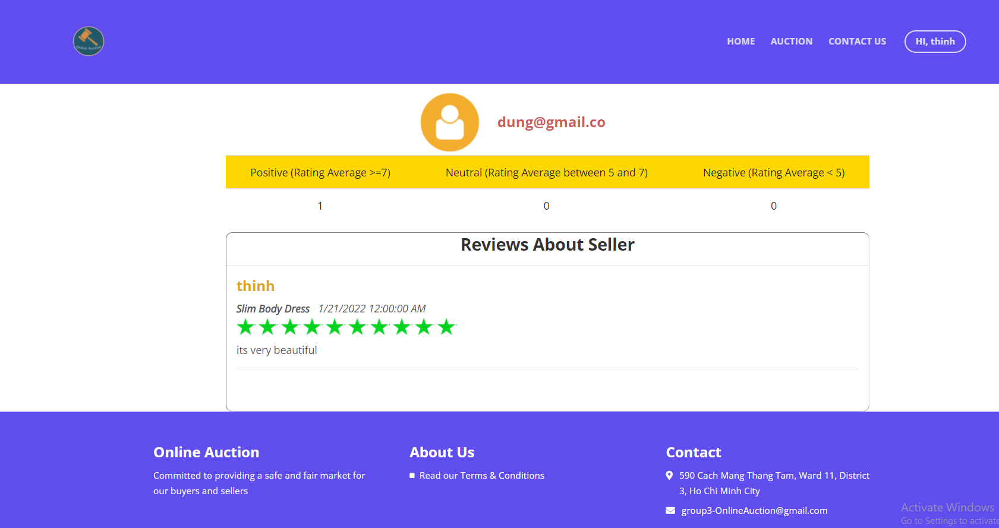 Online Auction
HOME AUCTION CONTACT US HI, thinh
dung@gmail.co
Positive (Rating Average >=7) Neutral (Rating Average between 5 and 7) Negative (Rating Average < 5)
1 0 0
Reviews About Seller
thinh
Slim Body Dress 1/21/2022 12:00:00 AM
its very beautiful
Online Auction
Committed to providing a safe and fair market for
our buyers and sellers
About Us
Read our Terms & Conditions
Contact
590 Cach Mang Thang Tam, Ward 11, District
3, Ho Chi Minh City
group3-OnlineAuction@gmail.com
Activate Windows
Go to Settings to activate